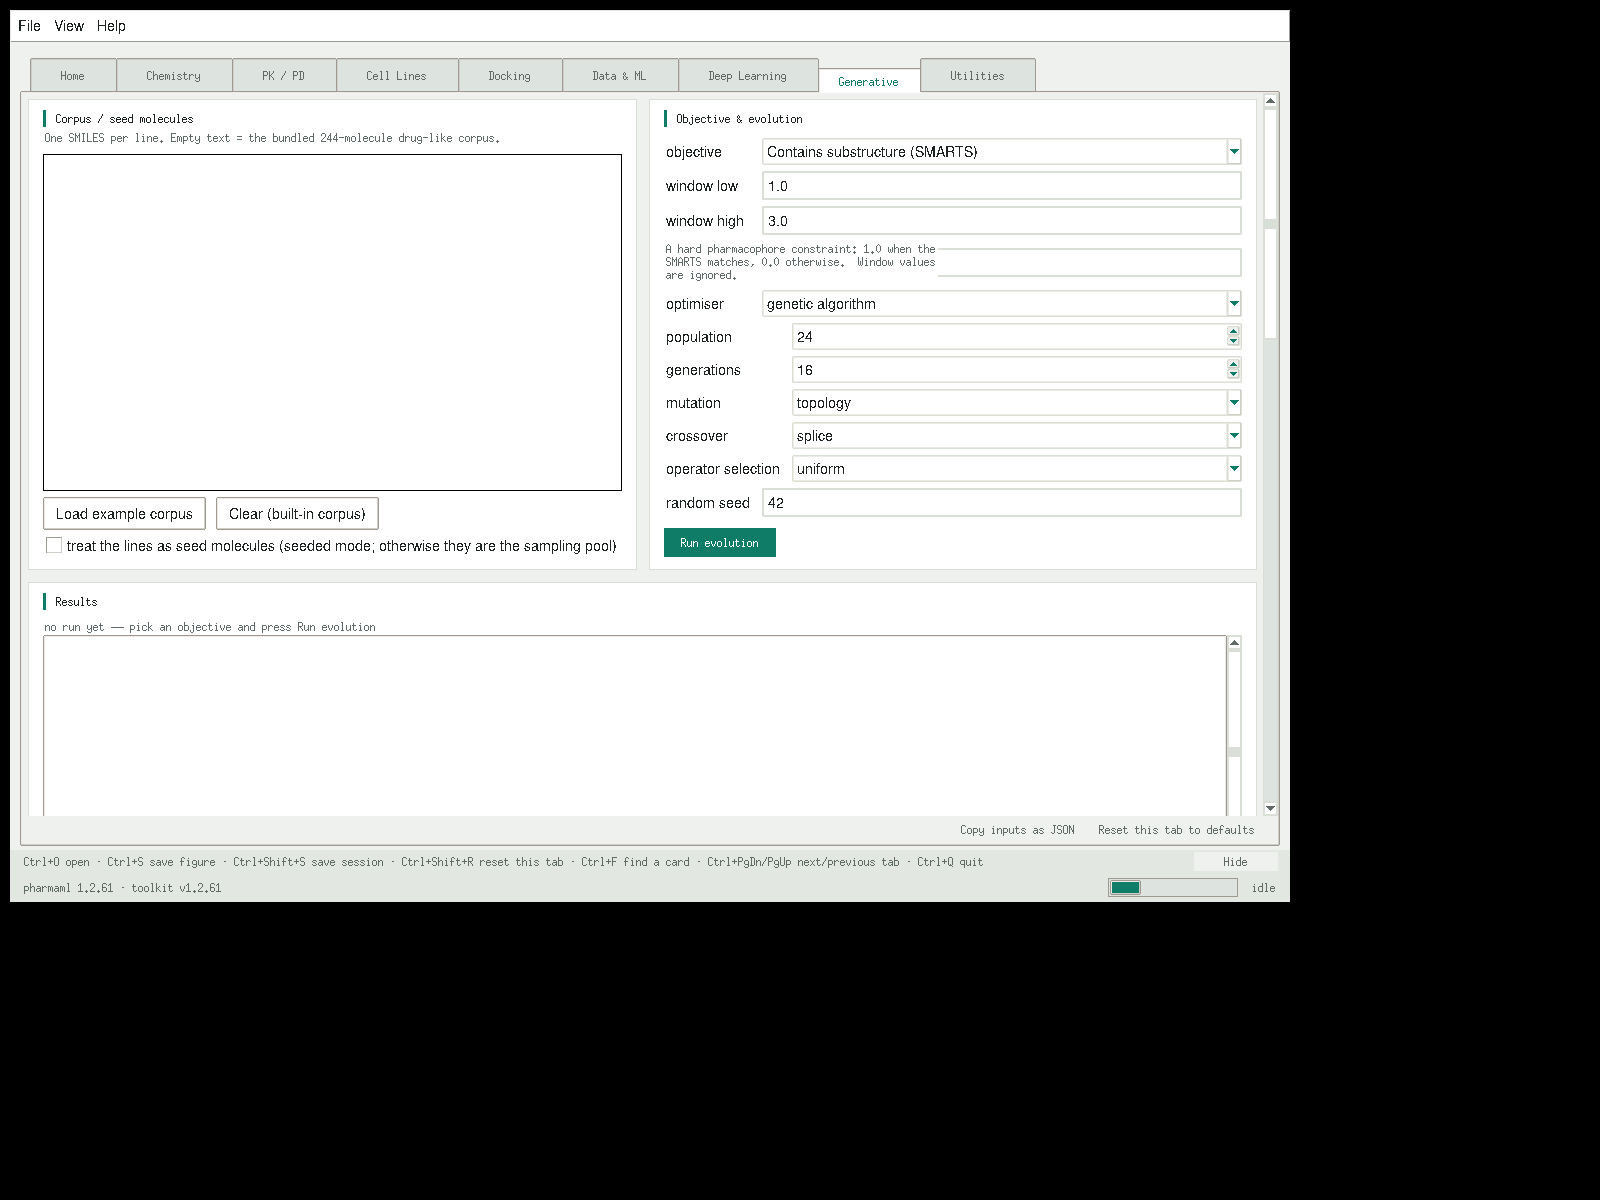 File View Help
Home Chemistry PK / PD Cell Lines Docking Data & ML Deep Learning Generative Utilities
Corpus / seed molecules
One SMILES per line. Empty text = the bundled 244-molecule drug-like corpus.
Load example corpus Clear (built-in corpus)
treat the lines as seed molecules (seeded mode; otherwise they are the sampling pool)
Objective & evolution
objective Contains substructure (SMARTS)
window low 1.0
window high 3.0
A hard pharmacophore constraint: 1.0 when the
SMARTS matches, 0.0 otherwise. Window values
are ignored.
optimiser genetic algorithm
population 24
generations 16
mutation topology
crossover splice
operator selection uniform
random seed 42
Run evolution
Results
no run yet — pick an objective and press Run evolution
Copy inputs as JSON Reset this tab to defaults
Ctrl+O open · Ctrl+S save figure · Ctrl+Shift+S save session · Ctrl+Shift+R reset this tab · Ctrl+F find a card · Ctrl+PgDn/PgUp next/previous tab · Ctrl+Q quit Hide
pharmaml 1.2.61 · toolkit v1.2.61 idle